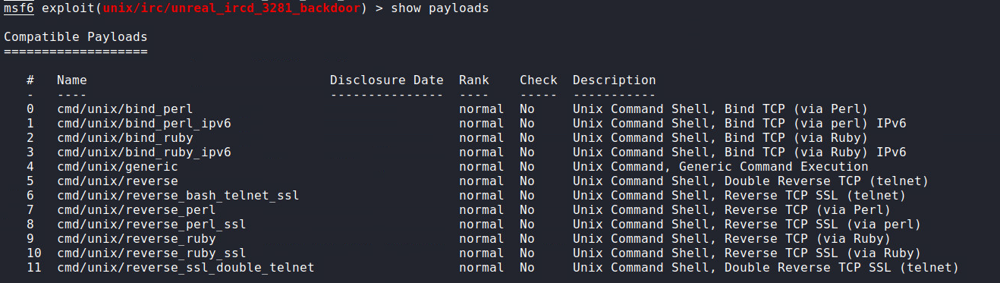 msf6 exploit(unix/irc/unreal_ircd_3281_backdoor) > show payloads
Compatible Payloads
===================
#   Name                                Disclosure Date  Rank    Check  Description
-   ----                                ---------------  ----    -----  -----------
0   cmd/unix/bind_perl                                   normal  No     Unix Command Shell, Bind TCP (via Perl)
1   cmd/unix/bind_perl_ipv6                              normal  No     Unix Command Shell, Bind TCP (via perl) IPv6
2   cmd/unix/bind_ruby                                   normal  No     Unix Command Shell, Bind TCP (via Ruby)
3   cmd/unix/bind_ruby_ipv6                              normal  No     Unix Command Shell, Bind TCP (via Ruby) IPv6
4   cmd/unix/generic                                     normal  No     Unix Command, Generic Command Execution
5   cmd/unix/reverse                                     normal  No     Unix Command Shell, Double Reverse TCP (telnet)
6   cmd/unix/reverse_bash_telnet_ssl                     normal  No     Unix Command Shell, Reverse TCP SSL (telnet)
7   cmd/unix/reverse_perl                                normal  No     Unix Command Shell, Reverse TCP (via Perl)
8   cmd/unix/reverse_perl_ssl                            normal  No     Unix Command Shell, Reverse TCP SSL (via perl)
9   cmd/unix/reverse_ruby                                normal  No     Unix Command Shell, Reverse TCP (via Ruby)
10  cmd/unix/reverse_ruby_ssl                            normal  No     Unix Command Shell, Reverse TCP SSL (via Ruby)
11  cmd/unix/reverse_ssl_double_telnet                   normal  No     Unix Command Shell, Double Reverse TCP SSL (telnet)